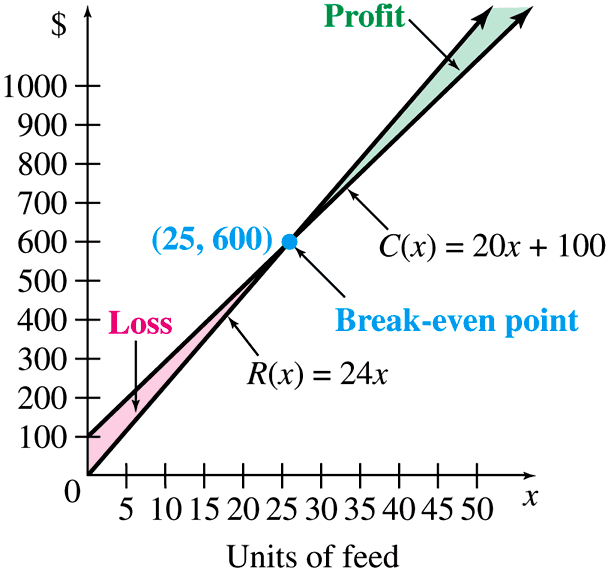 $
Profit
1000
900
800
700
600
500
400
300
200
100
0
(25, 600)
C(x) = 20x + 100
Break-even point
Loss
R(x) = 24x
5 10 15 20 25 30 35 40 45 50
x
Units of feed